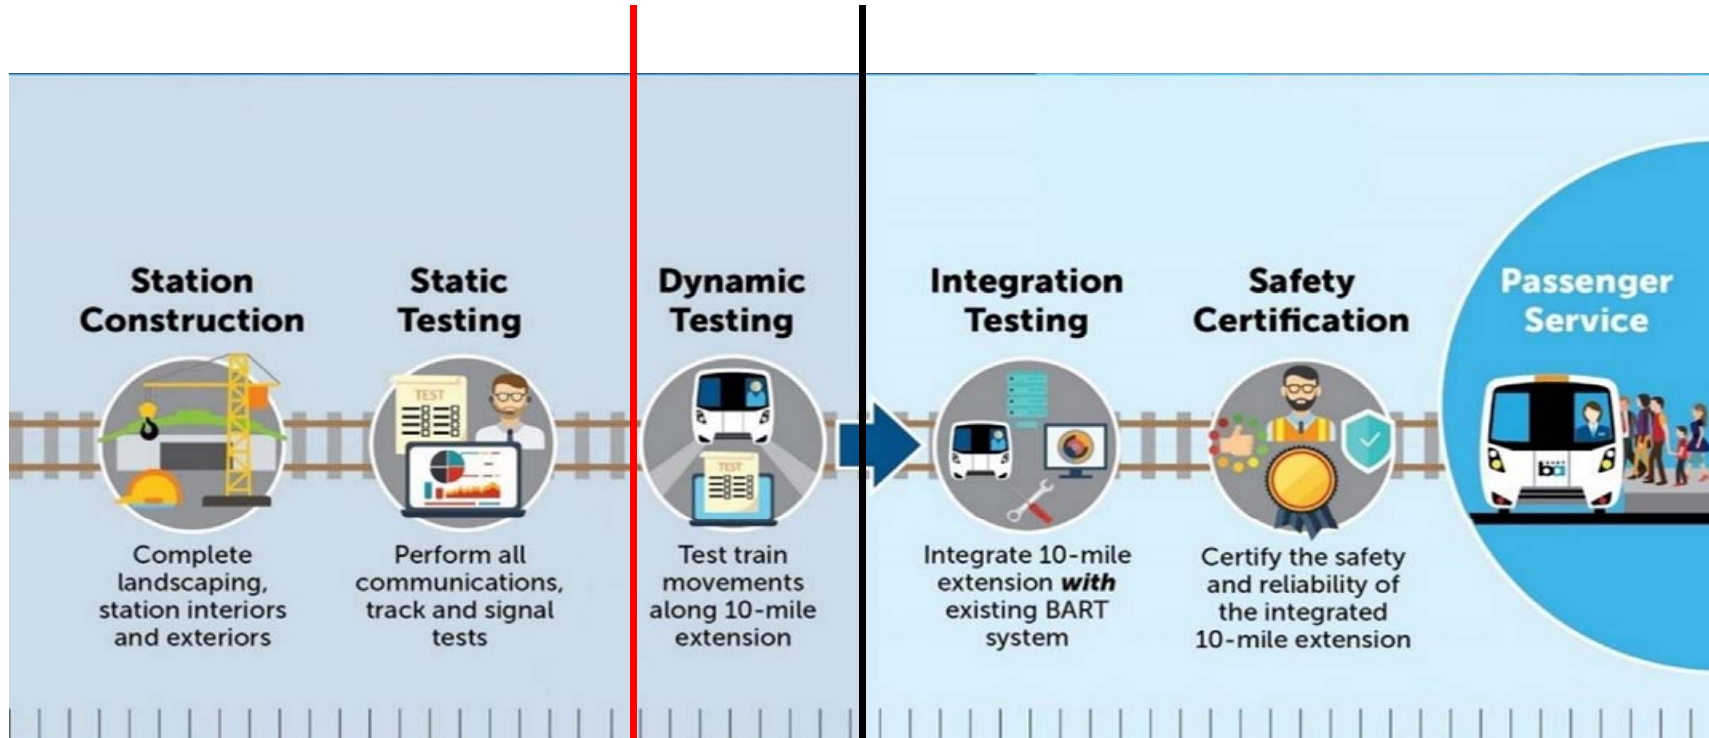 Station
Construction
Complete
landscaping,
station interiors
and exteriors
Static
Testing
TEST
Perform all
communications,
track and signal
tests
Dynamic
Testing
TEST
Test train
movements
along 10-mile
extension
Integration
Testing
Integrate 10-mile
extension with
existing BART
system
Safety
Certification
Certify the safety
and reliability of
the integrated
10-mile extension
Passenger
Service
ba